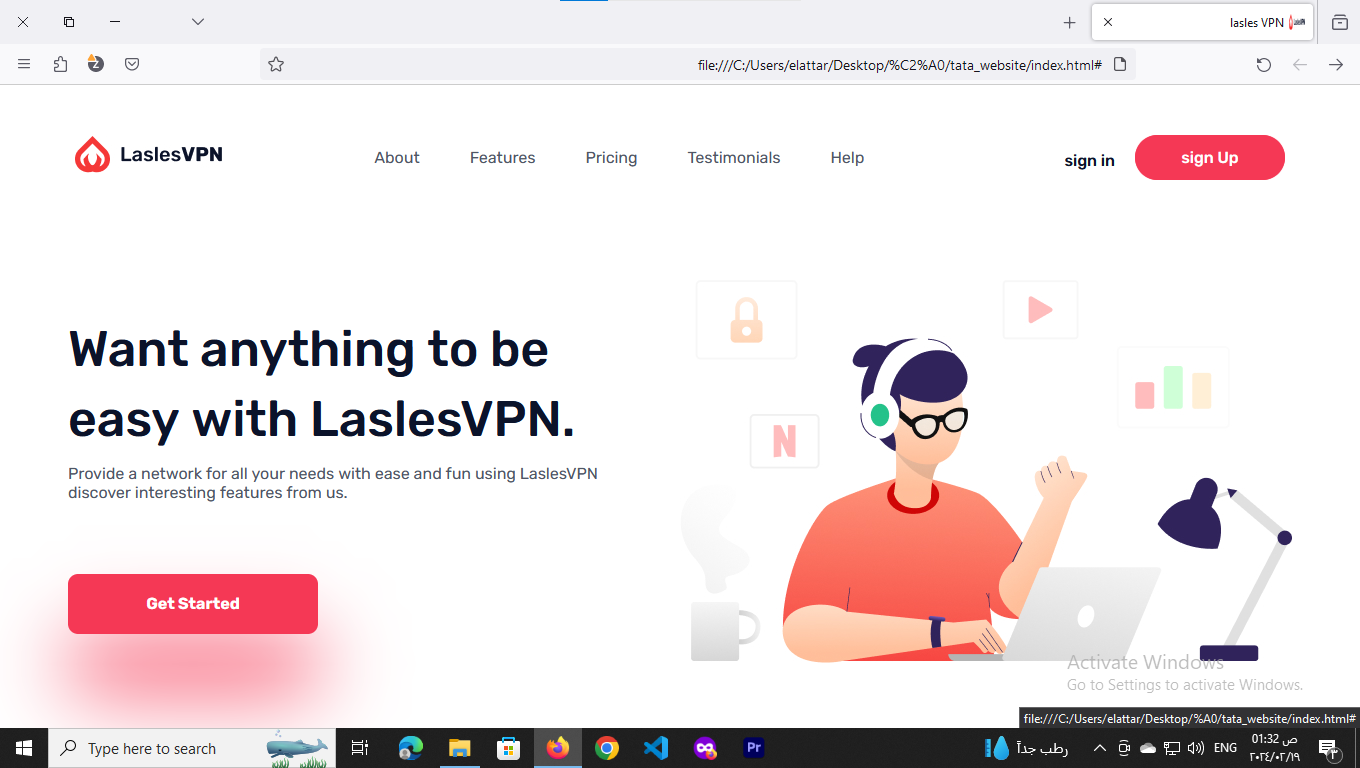 lasles VPN
file:///C:/Users/elattar/Desktop/%C2%A0/tata_website/index.html#
LaslesVPN
About
Features
Pricing
Testimonials
Help
sign in
sign Up
Want anything to be
easy with LaslesVPN.
Provide a network for all your needs with ease and fun using LaslesVPN
discover interesting features from us.
Get Started
N
Activate Windows
Go to Settings to activate Windows.
file:///C:/Users/elattar/Desktop/%A0/tata_website/index.html#
Type here to search
Pr
رطب جداً
ENG
01:32 ص
٢٠٢٤/٠٢/١٩